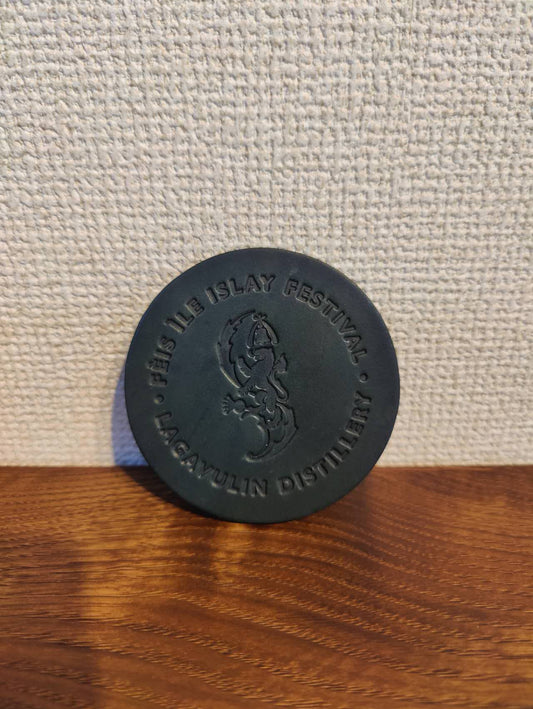 FÈIS ÌLE ISLAY FESTIVAL
LAGAVULIN DISTILLERY